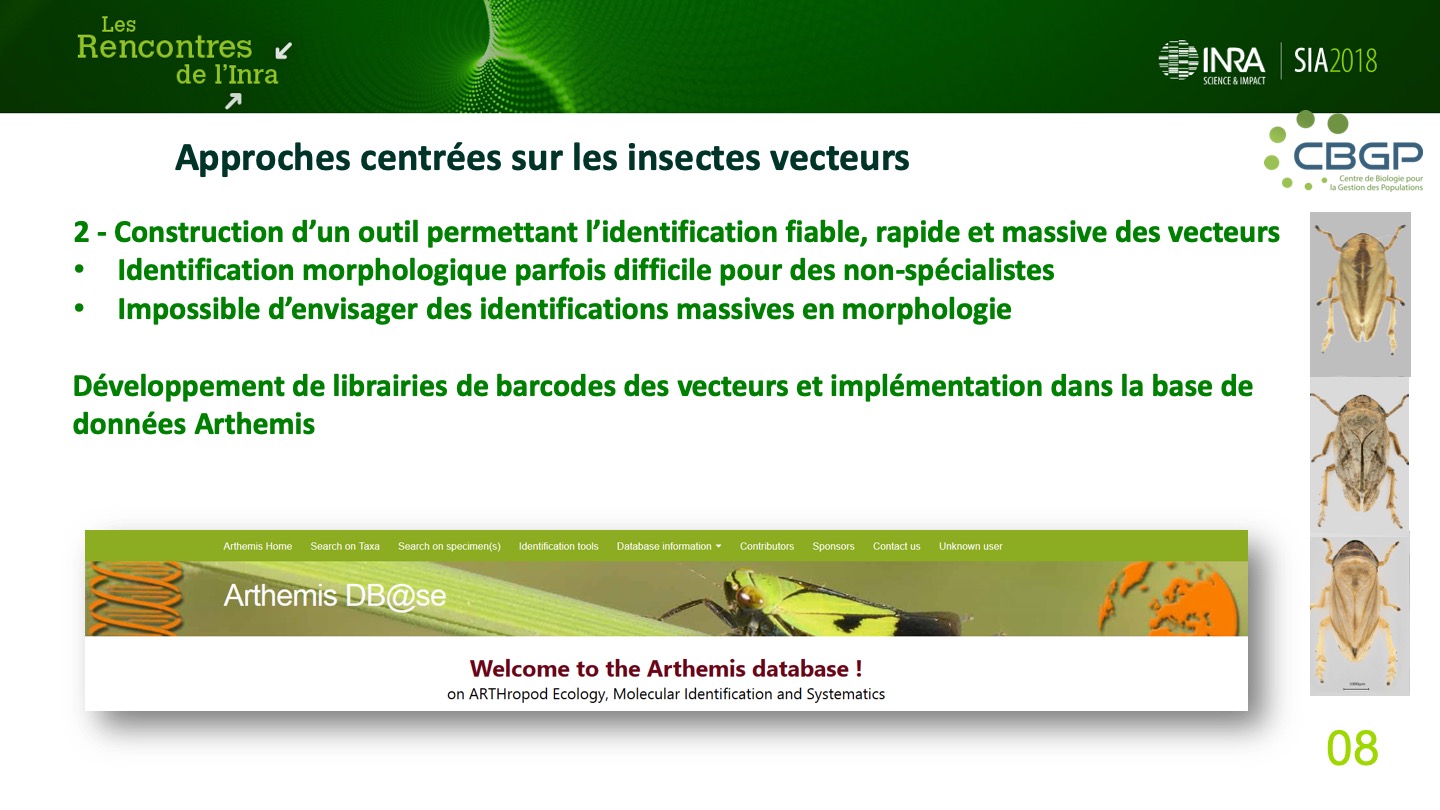 Les
Rencontres
de l'Inra
INRA
SCIENCE & IMPACT
SIA2018
CBGP
Centre de Biologie pour
la Gestion des Populations
Approches centrées sur les insectes vecteurs
2 - Construction d'un outil permettant l'identification fiable, rapide et massive des vecteurs
• Identification morphologique parfois difficile pour des non-spécialistes
• Impossible d'envisager des identifications massives en morphologie
Développement de librairies de barcodes des vecteurs et implémentation dans la base de
données Arthemis
Arthemis Home Search on Taxa Search on specimen(s) Identification tools Database information Contributors Sponsors Contact us Unknown user
Arthemis DB@se
Welcome to the Arthemis database !
on ARTHropod Ecology, Molecular Identification and Systematics
08